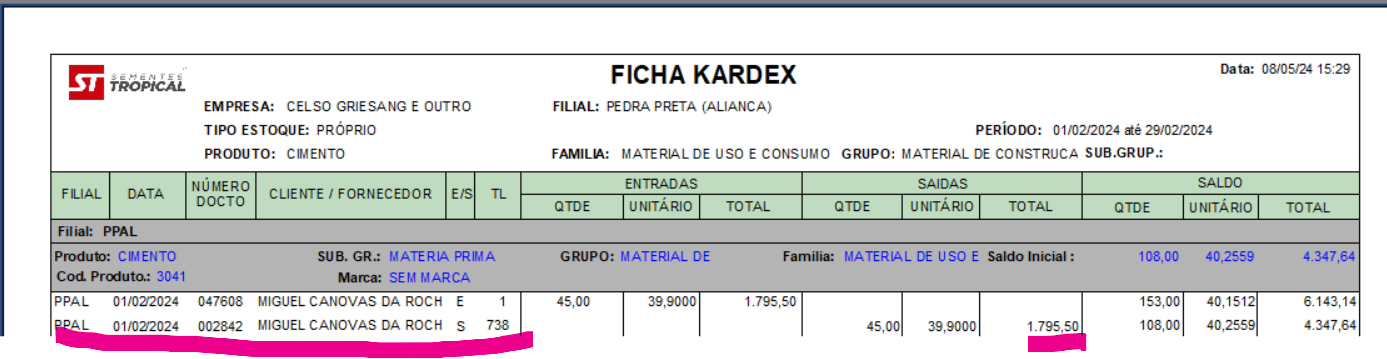 ST SEMENTES TROPICAL
FICHA KARDEX
Data: 08/05/24 15:29
EMPRESA: CELSO GRIESANG E OUTRO FILIAL: PEDRA PRETA (ALIANCA)
TIPO ESTOQUE: PRÓPRIO PERÍODO: 01/02/2024 até 29/02/2024
PRODUTO: CIMENTO FAMILIA: MATERIAL DE USO E CONSUMO GRUPO: MATERIAL DE CONSTRUCA SUB.GRUP.:
FILIAL DATA NÚMERO DOCTO CLIENTE / FORNECEDOR E/S TL ENTRADAS SAIDAS SALDO
QTDE UNITÁRIO TOTAL QTDE UNITÁRIO TOTAL QTDE UNITÁRIO TOTAL
Filial: PPAL
Produto: CIMENTO SUB. GR.: MATERIA PRIMA GRUPO: MATERIAL DE Familia: MATERIAL DE USO E Saldo Inicial : 108,00 40,2559 4.347,64
Cod. Produto.: 3041 Marca: SEM MARCA
PPAL 01/02/2024 047608 MIGUEL CANOVAS DA ROCH E 1 45,00 39,9000 1.795,50 153,00 40,1512 6.143,14
PPAL 01/02/2024 002842 MIGUEL CANOVAS DA ROCH S 738 45,00 39,9000 1.795,50 108,00 40,2559 4.347,64